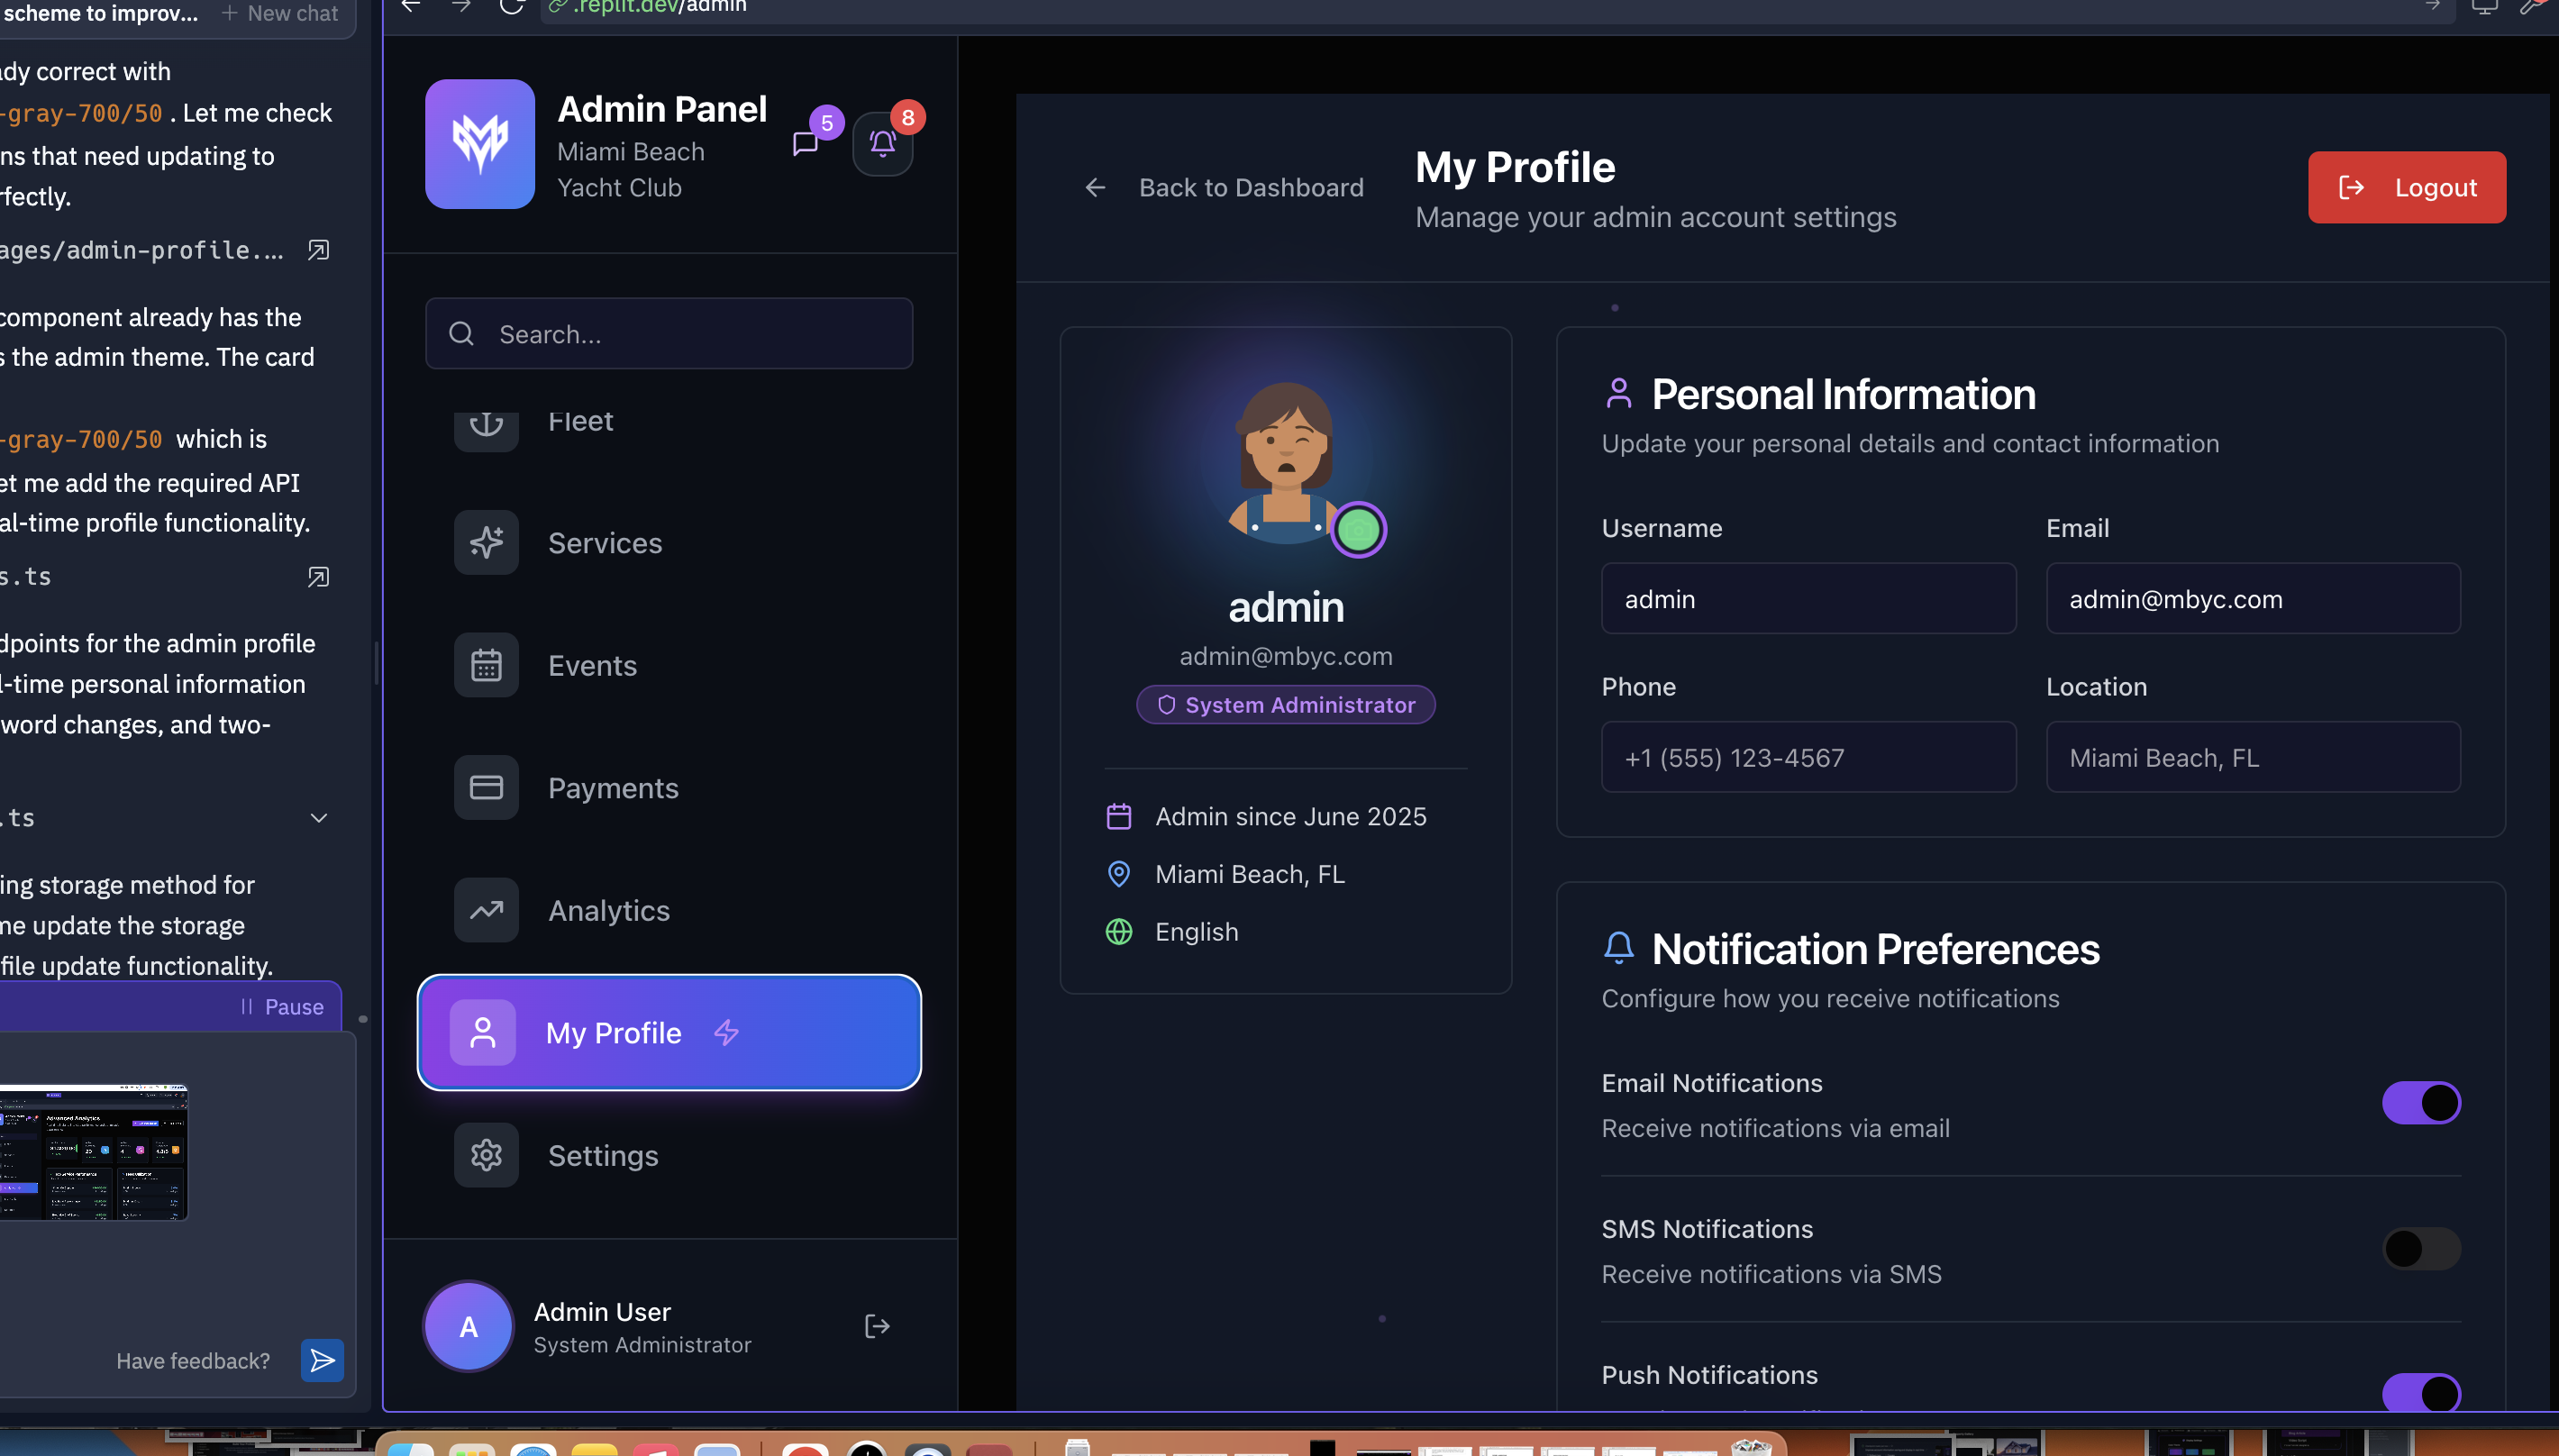 scheme to improv...
New chat
.replit.dev/admin
dy correct with
-gray-700/50 . Let me check
ns that need updating to
rfectly.
ages/admin-profile....
component already has the
s the admin theme. The card
-gray-700/50 which is
et me add the required API
al-time profile functionality.
s.ts
dpoints for the admin profile
l-time personal information
word changes, and two-
.ts
ing storage method for
me update the storage
file update functionality.
Pause
Have feedback?
Admin Panel
Miami Beach
Yacht Club
5
8
Search...
Fleet
Services
Events
Payments
Analytics
My Profile
Settings
A
Admin User
System Administrator
Back to Dashboard
My Profile
Manage your admin account settings
Logout
admin
admin@mbyc.com
System Administrator
Admin since June 2025
Miami Beach, FL
English
Personal Information
Update your personal details and contact information
Username
Email
admin
admin@mbyc.com
Phone
Location
+1 (555) 123-4567
Miami Beach, FL
Notification Preferences
Configure how you receive notifications
Email Notifications
Receive notifications via email
SMS Notifications
Receive notifications via SMS
Push Notifications